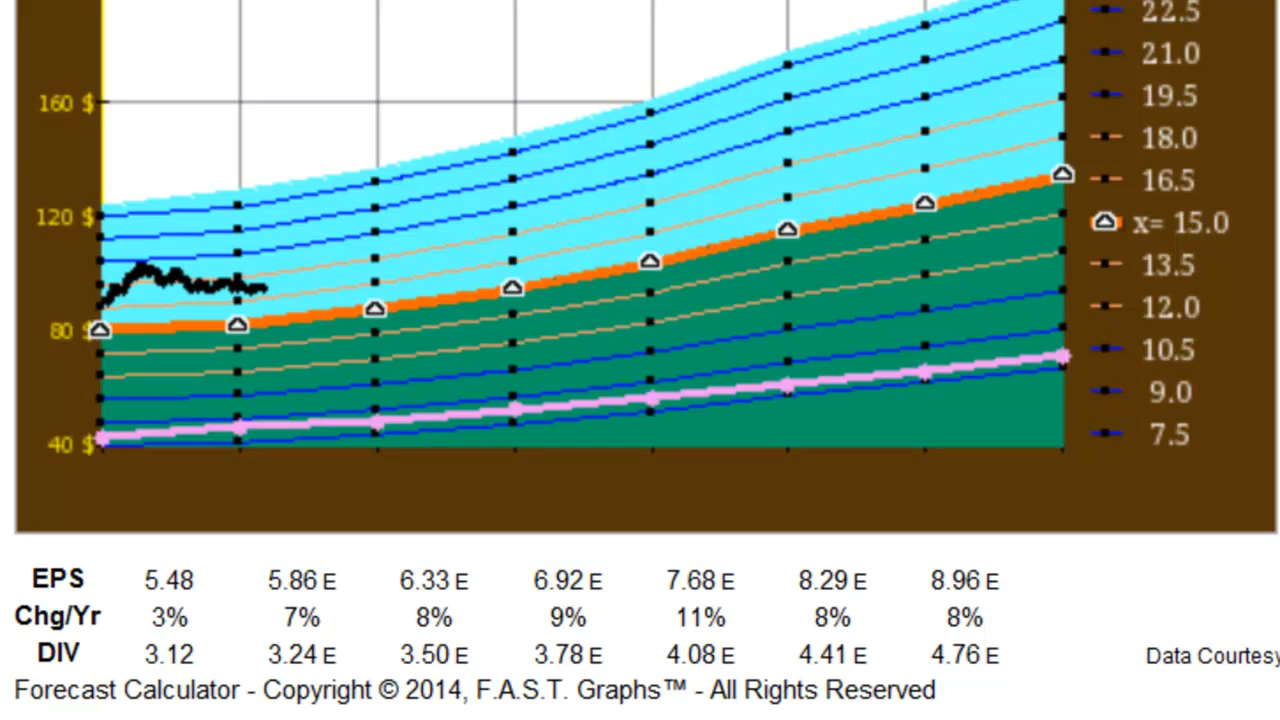 22.5
21.0
160 $
19.5
18.0
16.5
120 $
x= 15.0
13.5
12.0
80 $
10.5
9.0
40 $
7.5
EPS 5.48 5.86 E 6.33 E 6.92 E 7.68 E 8.29 E 8.96 E
Chg/Yr 3% 7% 8% 9% 11% 8% 8%
DIV 3.12 3.24 E 3.50 E 3.78 E 4.08 E 4.41 E 4.76 E
Data Courtesy
Forecast Calculator - Copyright © 2014, F.A.S.T. Graphs™ - All Rights Reserved